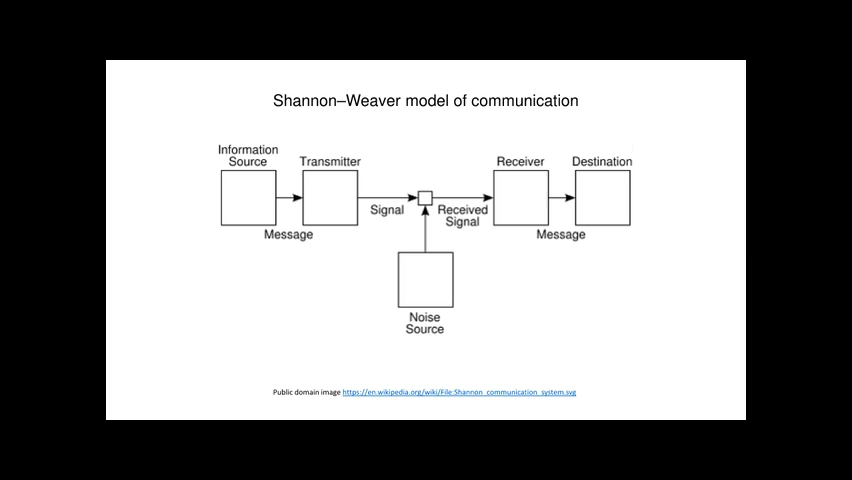 Shannon–Weaver model of communication
Information
Source
Transmitter
Receiver
Destination
Signal
Received
Signal
Message
Message
Noise
Source
Public domain image https://en.wikipedia.org/wiki/File:Shannon_communication_system.svg